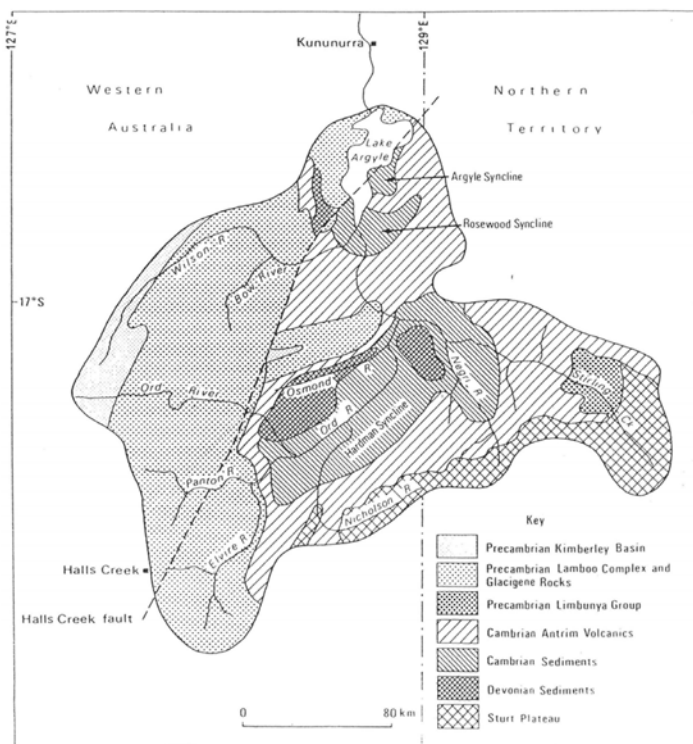 127°E
129°E
Kununurra
Western
Australia
Northern
Territory
Lake
Argyle
Argyle Syncline
Rosewood Syncline
Wilson R
Bow River
17°S
Ord River
Osmond R.
Negri R
Stirling Ck
Ord R
Hardman Syncline
Panton R
Nicholson R
Elvire R
Halls Creek
Halls Creek fault
Key
Precambrian Kimberley Basin
Precambrian Lamboo Complex and
Glacigene Rocks
Precambrian Limbunya Group
Cambrian Antrim Volcanics
Cambrian Sediments
Devonian Sediments
Sturt Plateau
0 80 km